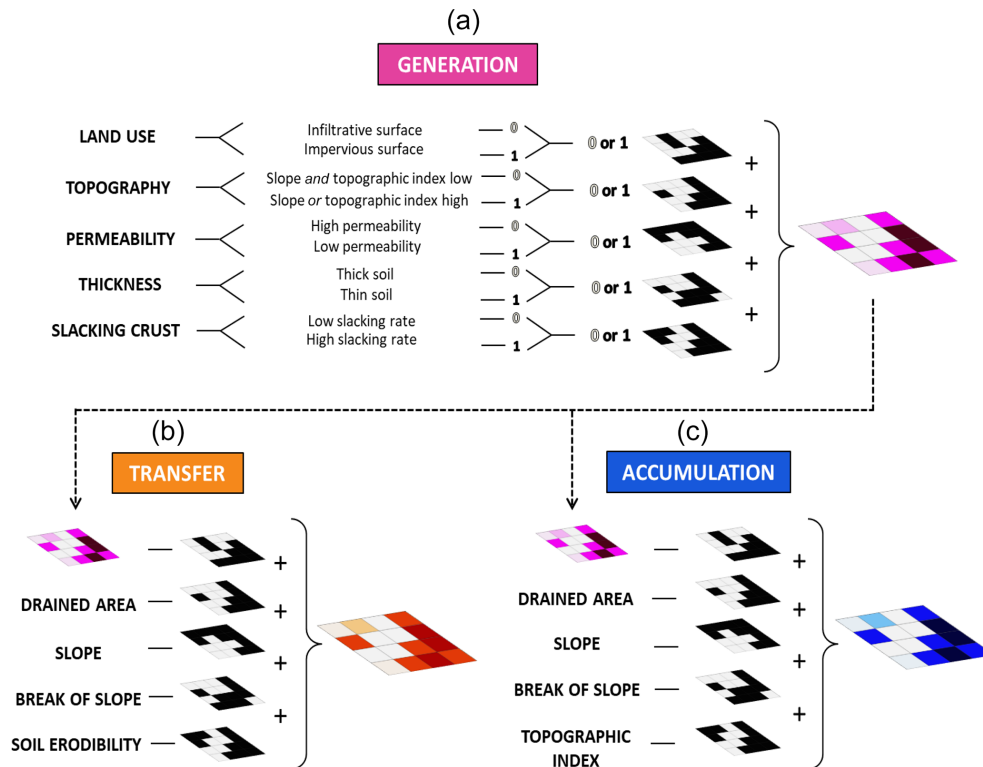 (a)
GENERATION
LAND USE
Infiltrative surface
0
Impervious surface
1
0 or 1
+
TOPOGRAPHY
Slope and topographic index low
0
Slope or topographic index high
1
0 or 1
+
PERMEABILITY
High permeability
0
Low permeability
1
0 or 1
+
THICKNESS
Thick soil
0
Thin soil
1
0 or 1
+
SLACKING CRUST
Low slacking rate
0
High slacking rate
1
0 or 1
(b)
TRANSFER
+
DRAINED AREA
+
SLOPE
+
BREAK OF SLOPE
+
SOIL ERODIBILITY
(c)
ACCUMULATION
+
DRAINED AREA
+
SLOPE
+
BREAK OF SLOPE
+
TOPOGRAPHIC
INDEX